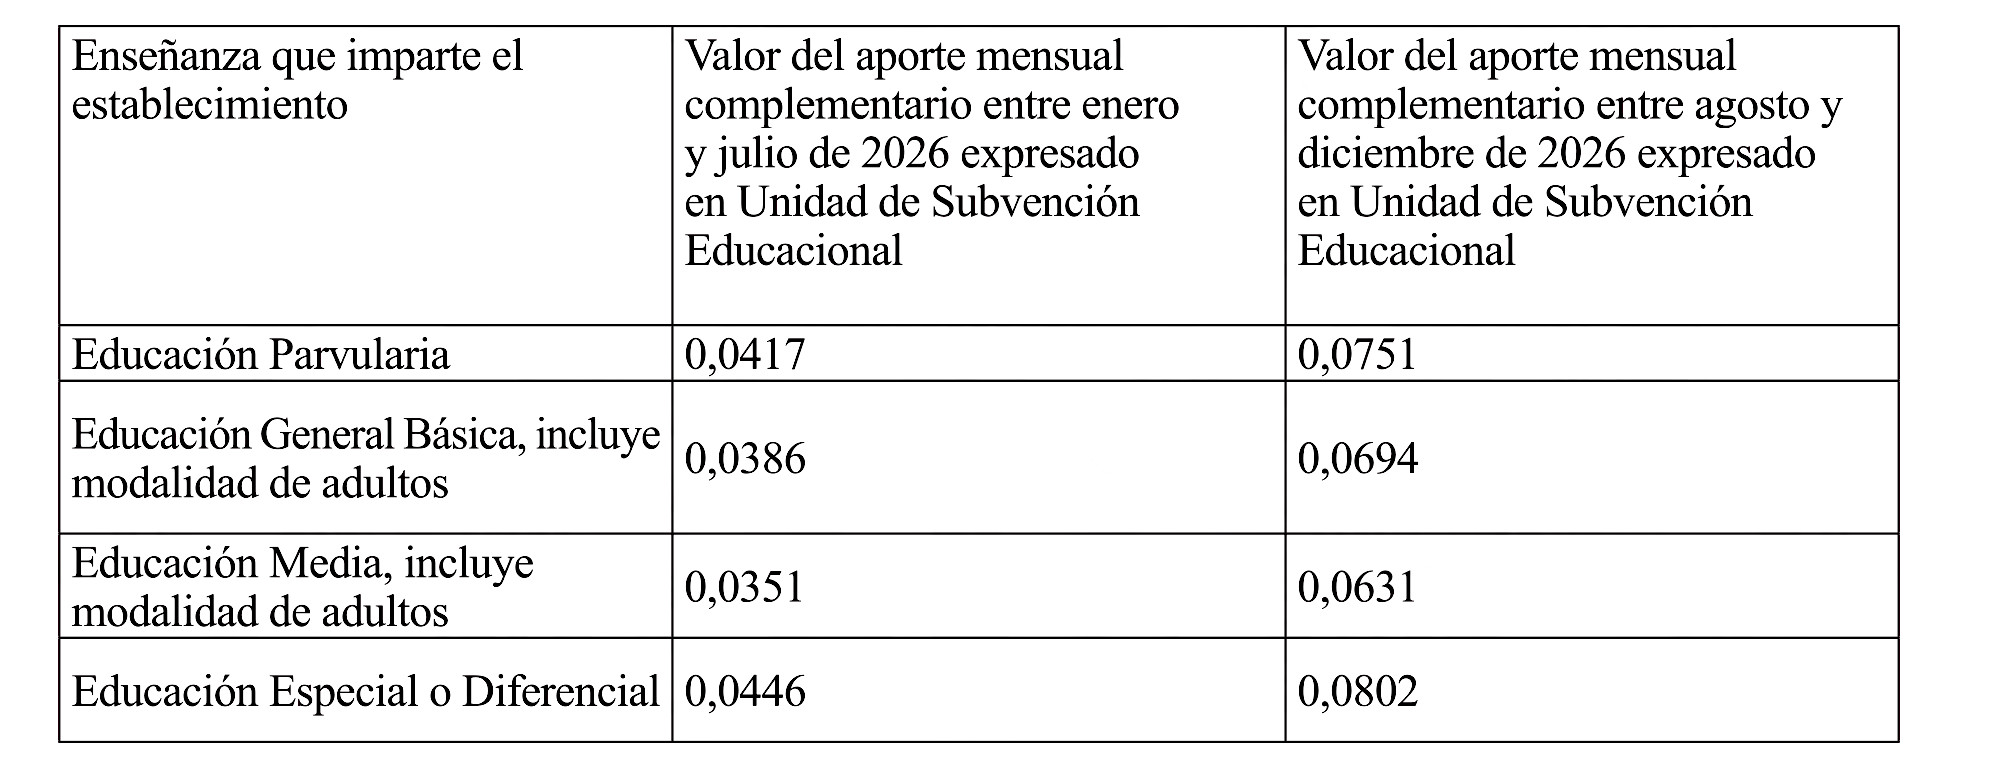 Enseñanza que imparte el
establecimiento
Valor del aporte mensual
complementario entre enero
y julio de 2026 expresado
en Unidad de Subvención
Educacional
Valor del aporte mensual
complementario entre agosto y
diciembre de 2026 expresado
en Unidad de Subvención
Educacional
Educación Parvularia
0,0417
0,0751
Educación General Básica, incluye
modalidad de adultos
0,0386
0,0694
Educación Media, incluye
modalidad de adultos
0,0351
0,0631
Educación Especial o Diferencial
0,0446
0,0802